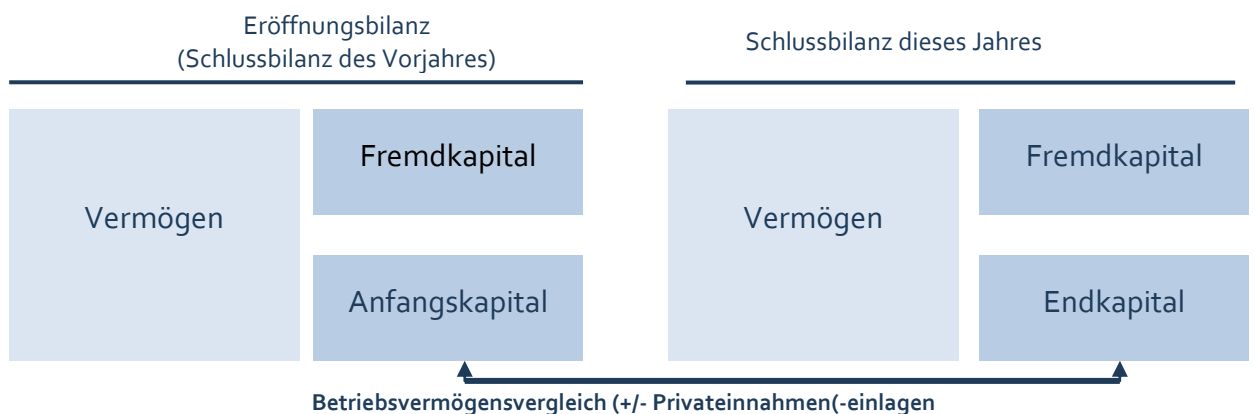 Eröffnungsbilanz
(Schlussbilanz des Vorjahres)
Schlussbilanz dieses Jahres
Vermögen
Fremdkapital
Anfangskapital
Vermögen
Fremdkapital
Endkapital
Betriebsvermögensvergleich (+/- Privateinnahmen(-einlagen